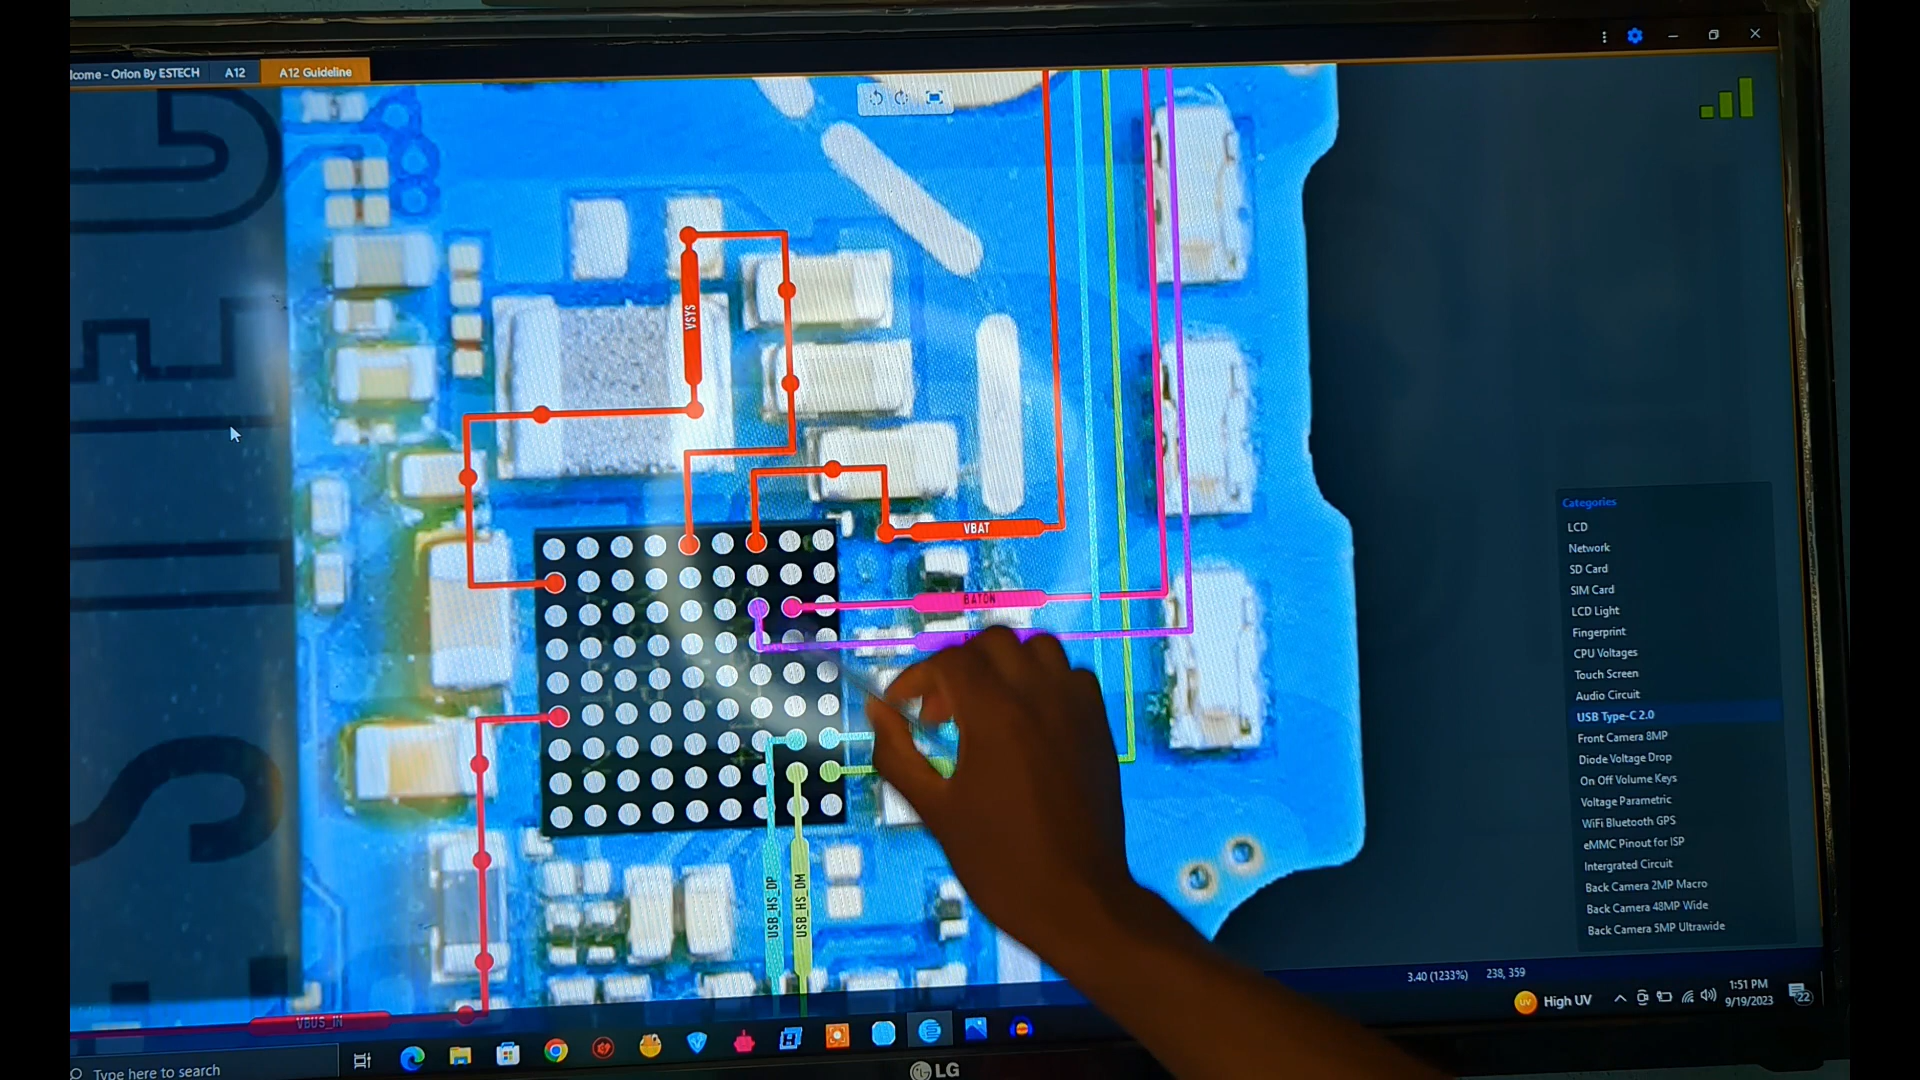 lcome - Orion By ESTECH
A12
A12 Guideline
VSYS
VBAT
BATON
USB_HS_DP
USB_HS_DM
VBUS_IN
Categories
LCD
Network
SD Card
SIM Card
LCD Light
Fingerprint
CPU Voltages
Touch Screen
Audio Circuit
USB Type-C 2.0
Front Camera 8MP
Diode Voltage Drop
On Off Volume Keys
Voltage Parametric
WiFi Bluetooth GPS
eMMC Pinout for ISP
Intergrated Circuit
Back Camera 2MP Macro
Back Camera 48MP Wide
Back Camera 5MP Ultrawide
3.40 (1233%)
238, 359
Type here to search
UV
High UV
1:51 PM
9/19/2023
22
LG